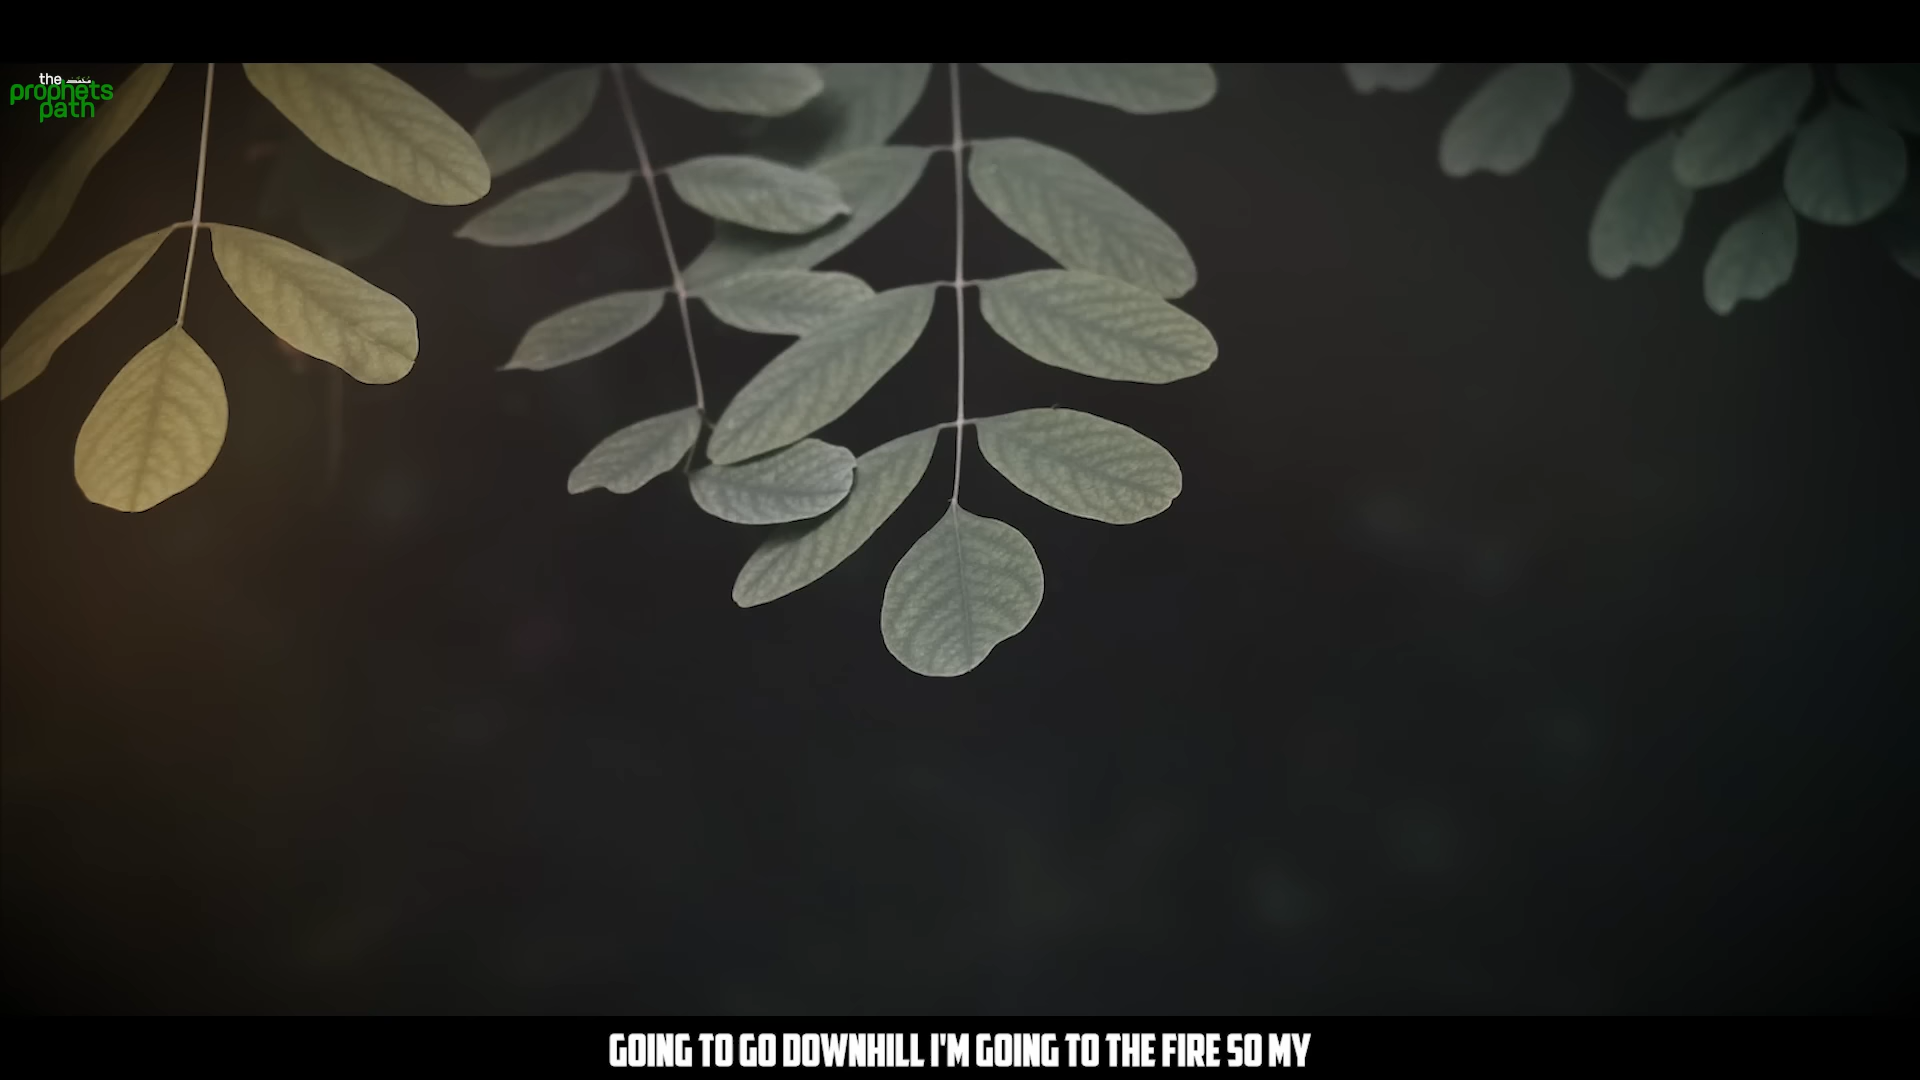 the
prophets
path
GOING TO GO DOWNHILL I'M GOING TO THE FIRE SO MY